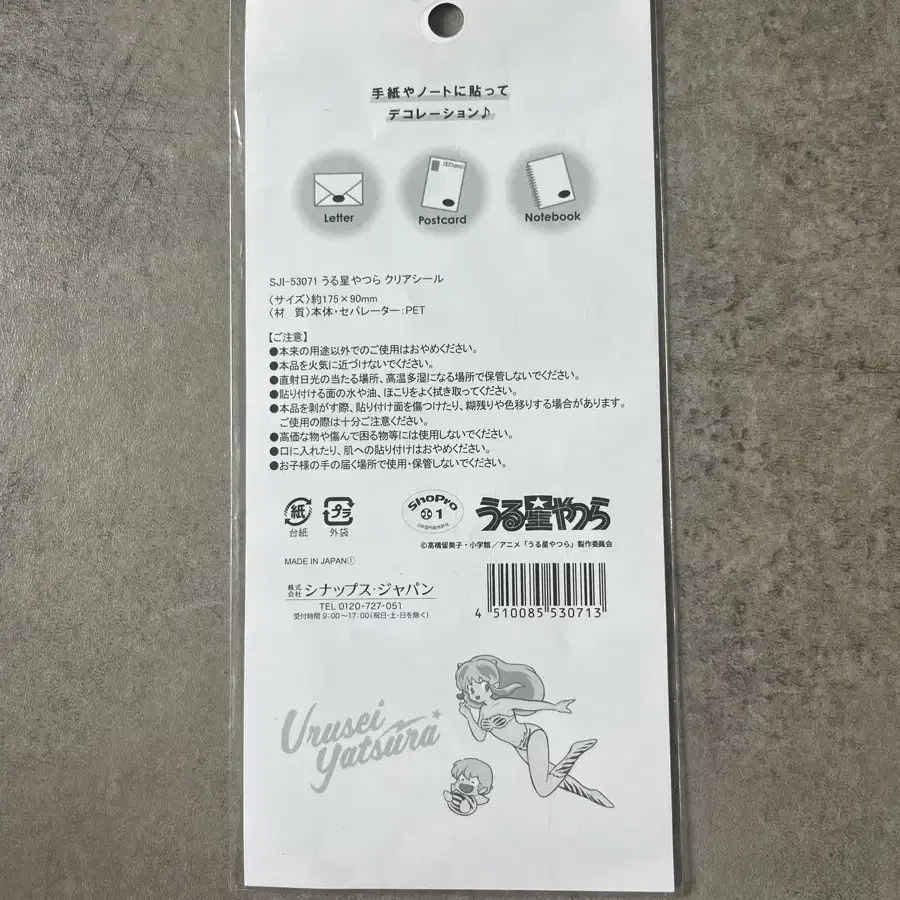 手紙やノートに貼って
デコレーション♪
Letter
Postcard
Notebook
SJI-53071 うる星やつら クリアシール
〈サイズ〉約175×90mm
〈材　質〉本体・セパレーター：PET
【ご注意】
●本来の用途以外でのご使用はおやめください。
●本品を火気に近づけないでください。
●直射日光の当たる場所、高温多湿になる場所で保管しないでください。
●貼り付ける面の水や油、ほこりをよく拭き取ってください。
●本品を剥がす際、貼り付け面を傷つけたり、糊残りや色移りする場合があります。
ご使用の際は十分ご注意ください。
●高価な物や傷んで困る物等には使用しないでください。
●口に入れたり、肌への貼り付けはおやめください。
●お子様の手の届く場所で使用・保管しないでください。
紙
台紙
プラ
外袋
ShoPro
小 1
うる星やつら
©高橋留美子・小学館／アニメ「うる星やつら」製作委員会
MADE IN JAPAN①
株式会社 シナップス・ジャパン
TEL 0120-727-051
受付時間 9:00～17:00(祝日・土・日を除く)
4 510085 530713
Urusei
Yatsura